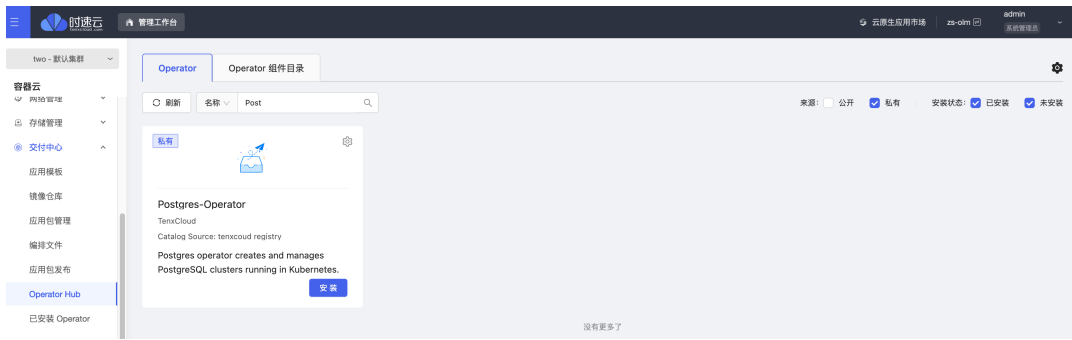 时速云
tenxcloud.com
管理工作台
云原生应用市场
zs-olm
admin
系统管理员
two - 默认集群
容器云
网络管理
存储管理
交付中心
应用模板
镜像仓库
应用包管理
编排文件
应用包发布
Operator Hub
已安装 Operator
Operator
Operator 组件目录
刷新
名称
Post
来源:
公开
私有
安装状态:
已安装
未安装
私有
Postgres-Operator
TenxCloud
Catalog Source: tenxcoud registry
Postgres operator creates and manages
PostgreSQL clusters running in Kubernetes.
安 装
没有更多了